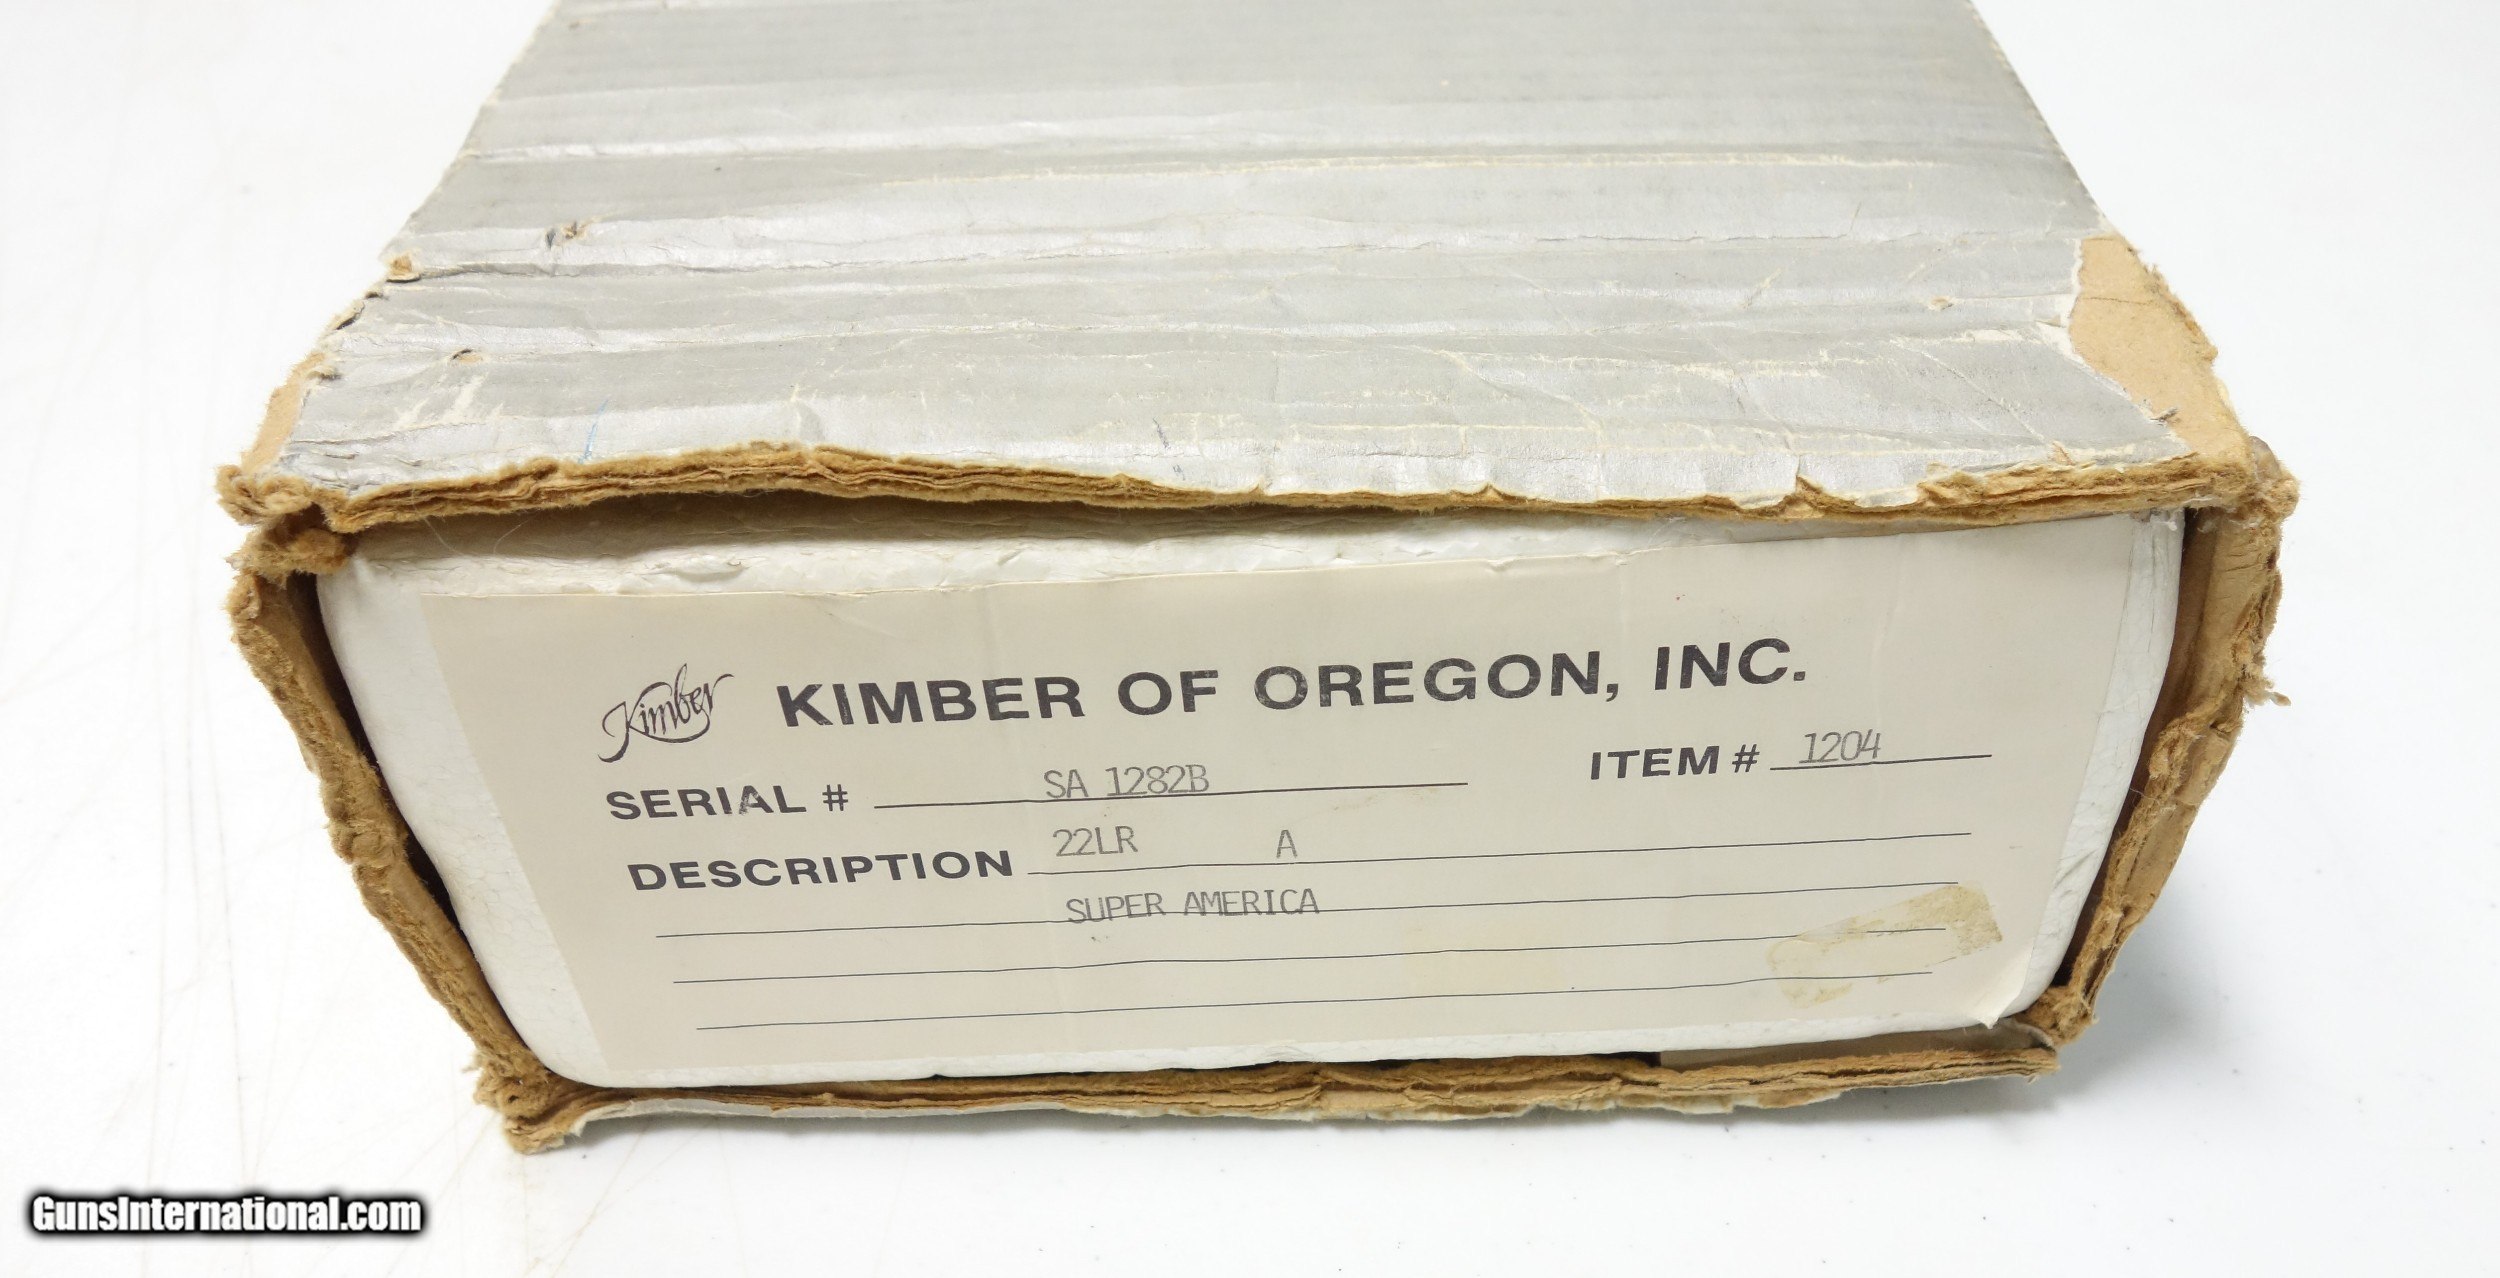 Kimber KIMBER OF OREGON, INC.
SERIAL # SA 1282B ITEM # 1204
DESCRIPTION 22LR A
SUPER AMERICA
GunsInternational.com